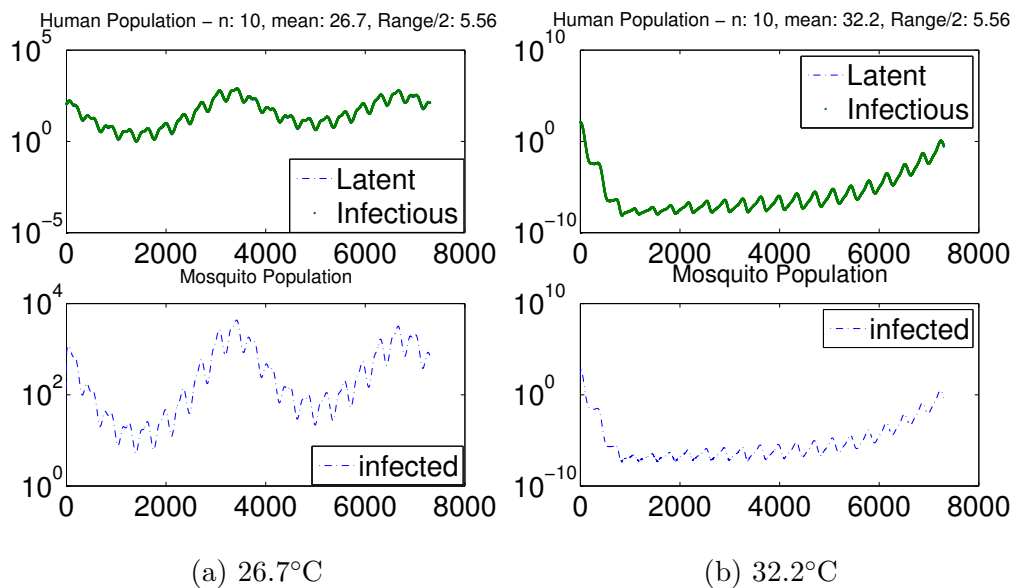 Human Population − n: 10, mean: 26.7, Range/2: 5.56
10^5
10^0
10^−5
Latent
Infectious
0 2000 4000 6000 8000
Mosquito Population
10^4
10^2
10^0
infected
0 2000 4000 6000 8000
(a) 26.7°C
Human Population − n: 10, mean: 32.2, Range/2: 5.56
10^10
10^0
10^−10
Latent
Infectious
0 2000 4000 6000 8000
Mosquito Population
10^10
10^0
10^−10
infected
0 2000 4000 6000 8000
(b) 32.2°C